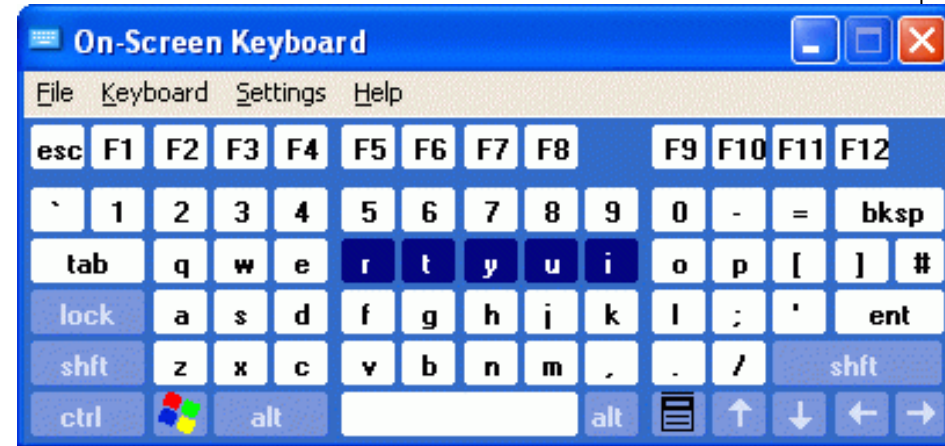 On-Screen Keyboard
File Keyboard Settings Help
esc F1 F2 F3 F4 F5 F6 F7 F8 F9 F10 F11 F12
` 1 2 3 4 5 6 7 8 9 0 - = bksp
tab q w e r t y u i o p [ ] #
lock a s d f g h j k l ; ' ent
shft z x c v b n m , . / shft
ctrl alt alt ↑ ↓ ← →